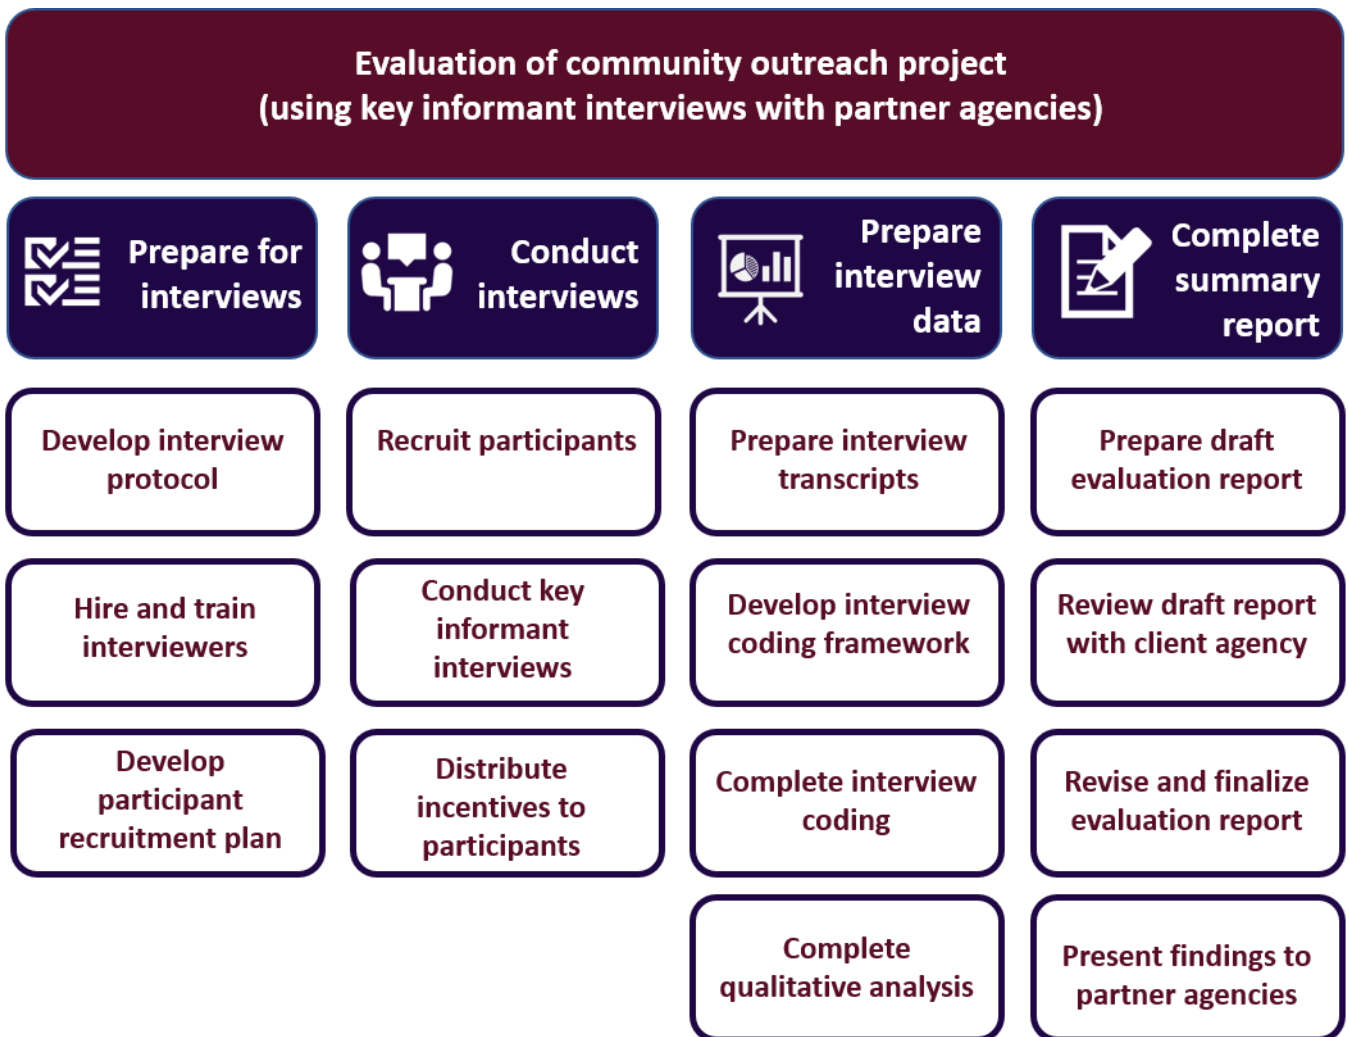 Evaluation of community outreach project
(using key informant interviews with partner agencies)
Prepare for
interviews
Conduct
interviews
Prepare
interview
data
Complete
summary
report
Develop interview
protocol
Hire and train
interviewers
Develop
participant
recruitment plan
Recruit participants
Conduct key
informant
interviews
Distribute
incentives to
participants
Prepare interview
transcripts
Develop interview
coding framework
Complete interview
coding
Complete
qualitative analysis
Prepare draft
evaluation report
Review draft report
with client agency
Revise and finalize
evaluation report
Present findings to
partner agencies